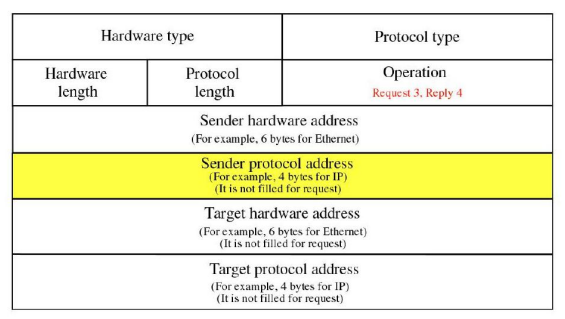 Hardware type
Protocol type
Hardware
length
Protocol
length
Operation
Request 3, Reply 4
Sender hardware address
(For example, 6 bytes for Ethernet)
Sender protocol address
(For example, 4 bytes for IP)
(It is not filled for request)
Target hardware address
(For example, 6 bytes for Ethernet)
(It is not filled for request)
Target protocol address
(For example, 4 bytes for IP)
(It is not filled for request)